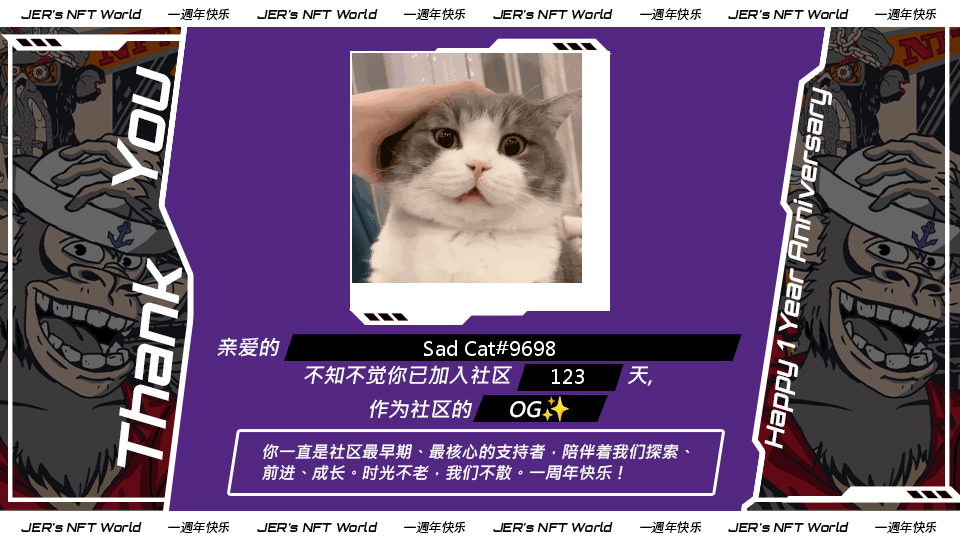 JER's NFT World 一週年快乐 JER's NFT World 一週年快乐 JER's NFT World 一週年快乐 JER's NFT World 一週年快乐
Thank You
亲爱的 Sad Cat#9698
不知不觉你已加入社区 123 天,
作为社区的 OG✨
你一直是社区最早期、最核心的支持者，陪伴着我们探索、
前进、成长。时光不老，我们不散。一周年快乐！
Happy 1 Year Anniversary
JER's NFT World 一週年快乐 JER's NFT World 一週年快乐 JER's NFT World 一週年快乐 JER's NFT World 一週年快乐